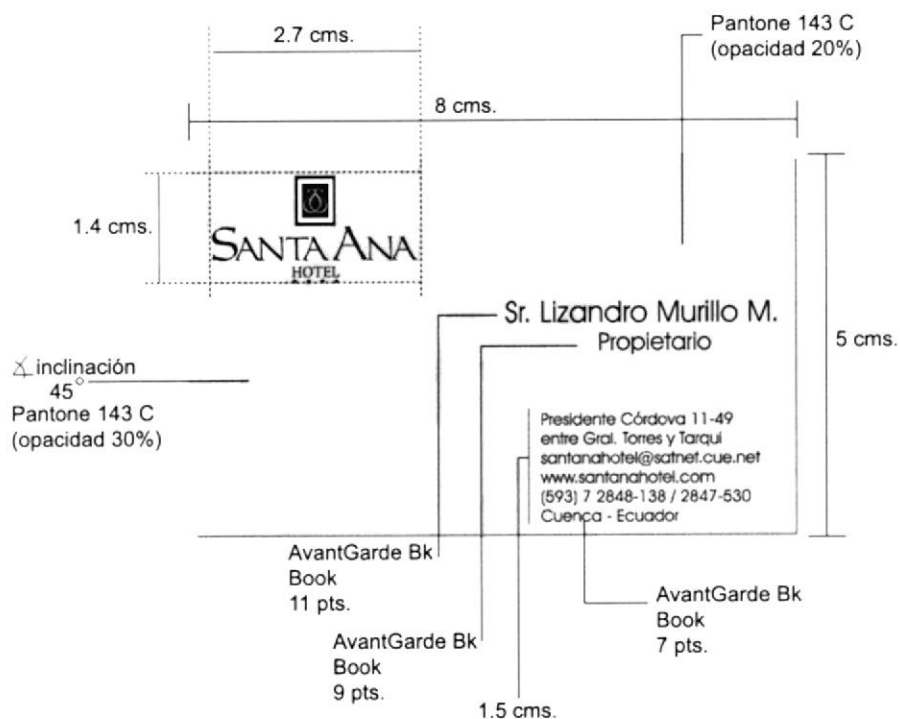 2.7 cms.
Pantone 143 C
(opacidad 20%)
8 cms.
1.4 cms.
SANTA ANA
HOTEL
Sr. Lizandro Murillo M.
Propietario
5 cms.
inclinación
45°
Pantone 143 C
(opacidad 30%)
Presidente Córdova 11-49
entre Gral. Torres y Tarqui
santanahotel@satnet.cue.net
www.santanahotel.com
(593) 7 2848-138 / 2847-530
Cuenca - Ecuador
AvantGarde Bk
Book
11 pts.
AvantGarde Bk
Book
7 pts.
AvantGarde Bk
Book
9 pts.
1.5 cms.